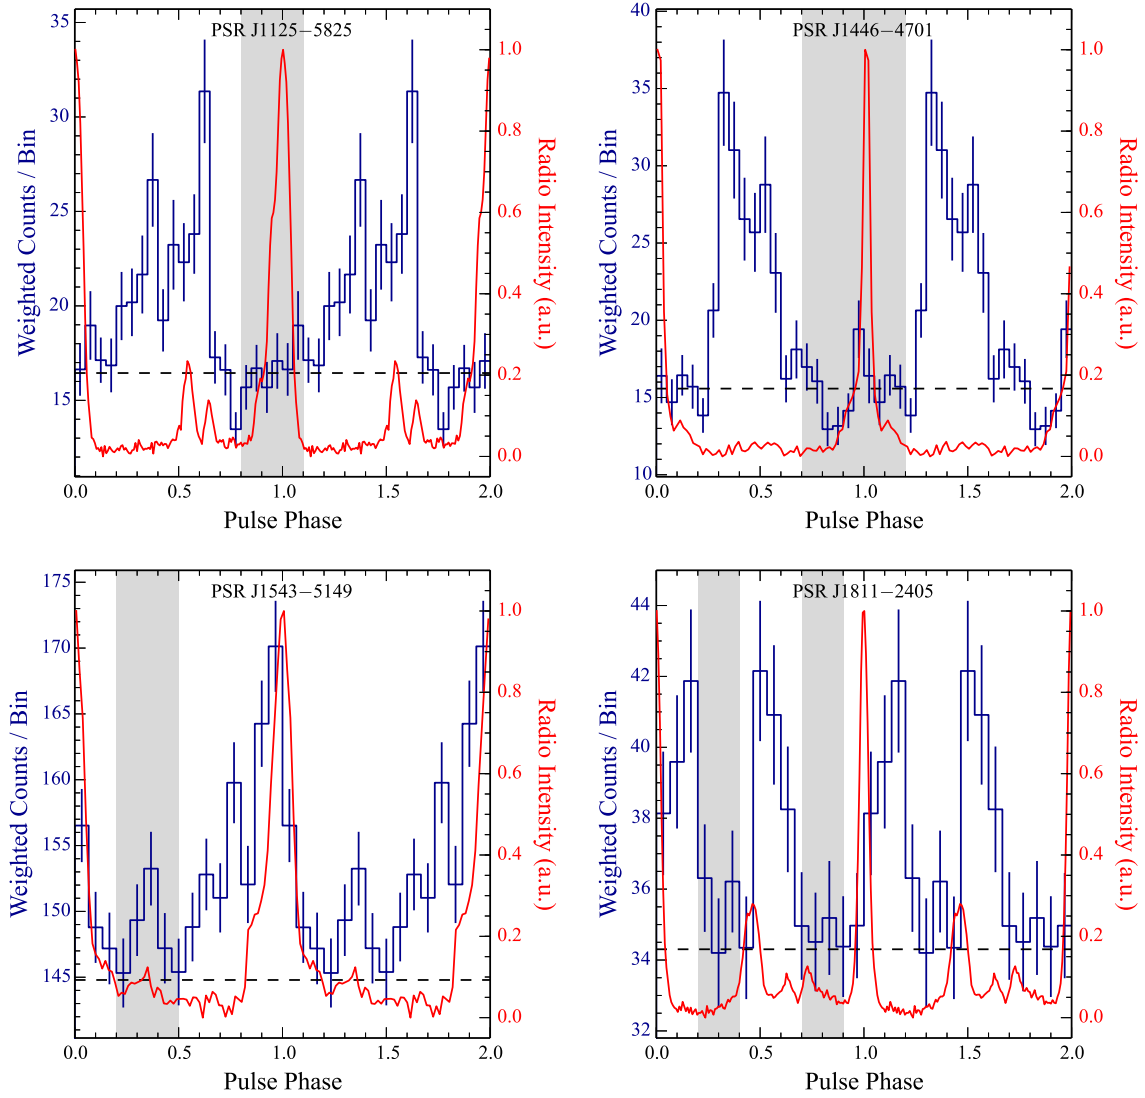 PSR J1125−5825
35
30
25
20
15
Weighted Counts / Bin
1.0
0.8
0.6
0.4
0.2
0.0
Radio Intensity (a.u.)
0.0 0.5 1.0 1.5 2.0
Pulse Phase
PSR J1446−4701
40
35
30
25
20
15
10
Weighted Counts / Bin
1.0
0.8
0.6
0.4
0.2
0.0
Radio Intensity (a.u.)
0.0 0.5 1.0 1.5 2.0
Pulse Phase
PSR J1543−5149
175
170
165
160
155
150
145
Weighted Counts / Bin
1.0
0.8
0.6
0.4
0.2
0.0
Radio Intensity (a.u.)
0.0 0.5 1.0 1.5 2.0
Pulse Phase
PSR J1811−2405
44
42
40
38
36
34
32
Weighted Counts / Bin
1.0
0.8
0.6
0.4
0.2
0.0
Radio Intensity (a.u.)
0.0 0.5 1.0 1.5 2.0
Pulse Phase